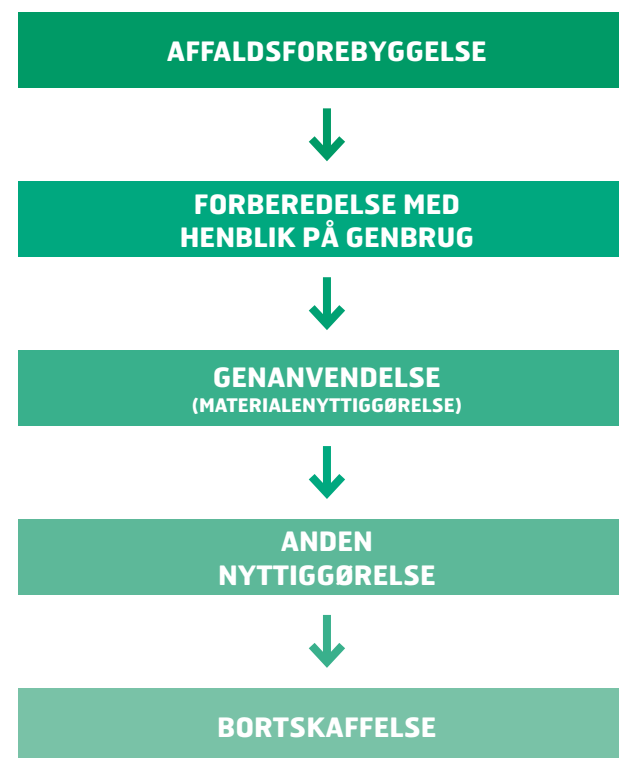 AFFALDSFOREBYGGELSE
FORBEREDELSE MED
HENBLIK PÅ GENBRUG
GENANVENDELSE
(MATERIALENYTTIGGØRELSE)
ANDEN
NYTTIGGØRELSE
BORTSKAFFELSE